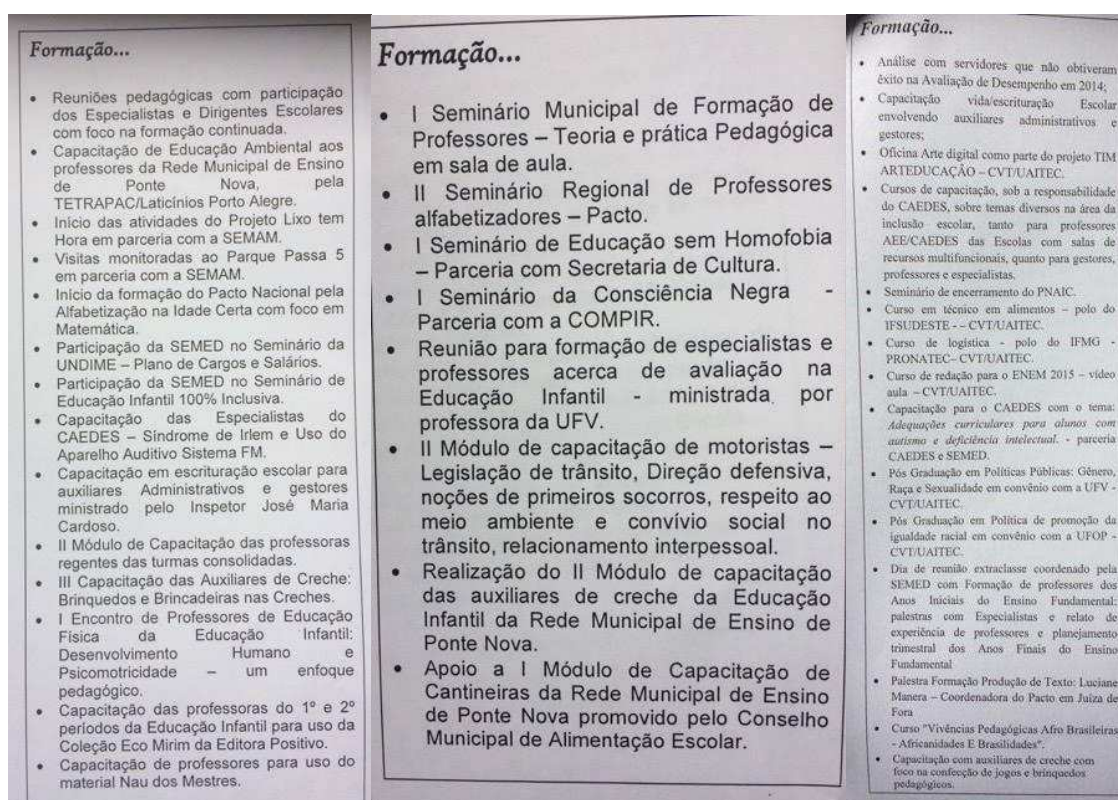 Formação...
• Reuniões pedagógicas com participação
dos Especialistas e Dirigentes Escolares
com foco na formação continuada.
• Capacitação de Educação Ambiental aos
professores da Rede Municipal de Ensino
de Ponte Nova, pela
TETRAPAC/Laticínios Porto Alegre.
• Início das atividades do Projeto Lixo tem
Hora em parceria com a SEMAM.
• Visitas monitoradas ao Parque Passa 5
em parceria com a SEMAM.
• Início da formação do Pacto Nacional pela
Alfabetização na Idade Certa com foco em
Matemática.
• Participação da SEMED no Seminário da
UNDIME – Plano de Cargos e Salários.
• Participação da SEMED no Seminário de
Educação Infantil 100% Inclusiva.
• Capacitação das Especialistas do
CAEDES – Síndrome de Irlem e Uso do
Aparelho Auditivo Sistema FM.
• Capacitação em escrituração escolar para
auxiliares Administrativos e gestores
ministrado pelo Inspetor José Maria
Cardoso.
• II Módulo de Capacitação das professoras
regentes das turmas consolidadas.
• III Capacitação das Auxiliares de Creche:
Brinquedos e Brincadeiras nas Creches.
• I Encontro de Professores de Educação
Física da Educação Infantil:
Desenvolvimento Humano e
Psicomotricidade – um enfoque
pedagógico.
• Capacitação das professoras do 1º e 2º
períodos da Educação Infantil para uso da
Coleção Eco Mirim da Editora Positivo.
• Capacitação de professores para uso do
material Nau dos Mestres.
Formação...
• I Seminário Municipal de Formação de
Professores – Teoria e prática Pedagógica
em sala de aula.
• II Seminário Regional de Professores
alfabetizadores – Pacto.
• I Seminário de Educação sem Homofobia
– Parceria com Secretaria de Cultura.
• I Seminário da Consciência Negra -
Parceria com a COMPIR.
• Reunião para formação de especialistas e
professores acerca de avaliação na
Educação Infantil - ministrada por
professora da UFV.
• II Módulo de capacitação de motoristas –
Legislação de trânsito, Direção defensiva,
noções de primeiros socorros, respeito ao
meio ambiente e convívio social no
trânsito, relacionamento interpessoal.
• Realização do II Módulo de capacitação
das auxiliares de creche da Educação
Infantil da Rede Municipal de Ensino de
Ponte Nova.
• Apoio a I Módulo de Capacitação de
Cantineiras da Rede Municipal de Ensino
de Ponte Nova promovido pelo Conselho
Municipal de Alimentação Escolar.
Formação...
• Análise com servidores que não obtiveram
êxito na Avaliação de Desempenho em 2014;
• Capacitação vida/escrituração Escolar
envolvendo auxiliares administrativos e
gestores;
• Oficina Arte digital como parte do projeto TIM
ARTEDUCAÇÃO – CVT/UAITEC.
• Cursos de capacitação, sob a responsabilidade
do CAEDES, sobre temas diversos na área da
inclusão escolar, tanto para professores
AEE/CAEDES das Escolas com salas de
recursos multifuncionais, quanto para gestores,
professores e especialistas.
• Seminário de encerramento do PNAIC.
• Curso em técnico em alimentos – polo do
IFSUDESTE - – CVT/UAITEC.
• Curso de logística - polo do IFMG -
PRONATEC– CVT/UAITEC.
• Curso de redação para o ENEM 2015 – vídeo
aula – CVT/UAITEC.
• Capacitação para o CAEDES com o tema:
Adequações curriculares para alunos com
autismo e deficiência intelectual. - parceria
CAEDES e SEMED.
• Pós Graduação em Políticas Públicas: Gênero,
Raça e Sexualidade em convênio com a UFV -
CVT/UAITEC.
• Pós Graduação em Política de promoção da
igualdade racial em convênio com a UFOP -
CVT/UAITEC.
• Dia de reunião extraclasse coordenado pela
SEMED com Formação de professores dos
Anos Iniciais do Ensino Fundamental:
palestras com Especialistas e relato de
experiência de professores e planejamento
trimestral dos Anos Finais do Ensino
Fundamental
• Palestra Formação Produção de Texto: Luciane
Manera – Coordenadora do Pacto em Juiza de
Fora
• Curso "Vivências Pedagógicas Afro Brasileiras
- Africanidades E Brasilidades".
• Capacitação com auxiliares de creche com
foco na confecção de jogos e brinquedos
pedagógicos.